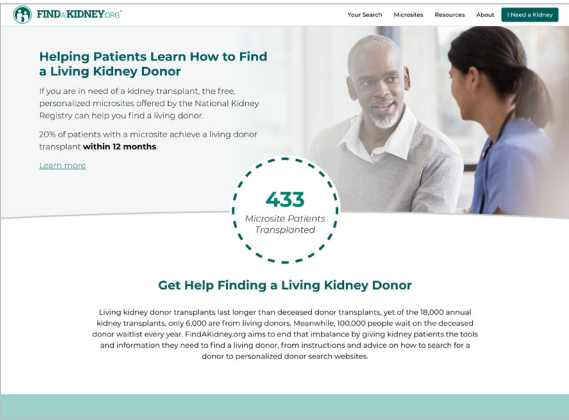 FINDAKIDNEY.ORG®
Your Search Microsites Resources About I Need a Kidney
Helping Patients Learn How to Find
a Living Kidney Donor
If you are in need of a kidney transplant, the free,
personalized microsites offered by the National Kidney
Registry can help you find a living donor.
20% of patients with a microsite achieve a living donor
transplant within 12 months.
Learn more
433
Microsite Patients
Transplanted
Get Help Finding a Living Kidney Donor
Living kidney donor transplants last longer than deceased donor transplants, yet of the 18,000 annual
kidney transplants, only 6,000 are from living donors. Meanwhile, 100,000 people wait on the deceased
donor waitlist every year. FindAKidney.org aims to end that imbalance by giving kidney patients the tools
and information they need to find a living donor, from instructions and advice on how to search for a
donor to personalized donor search websites.